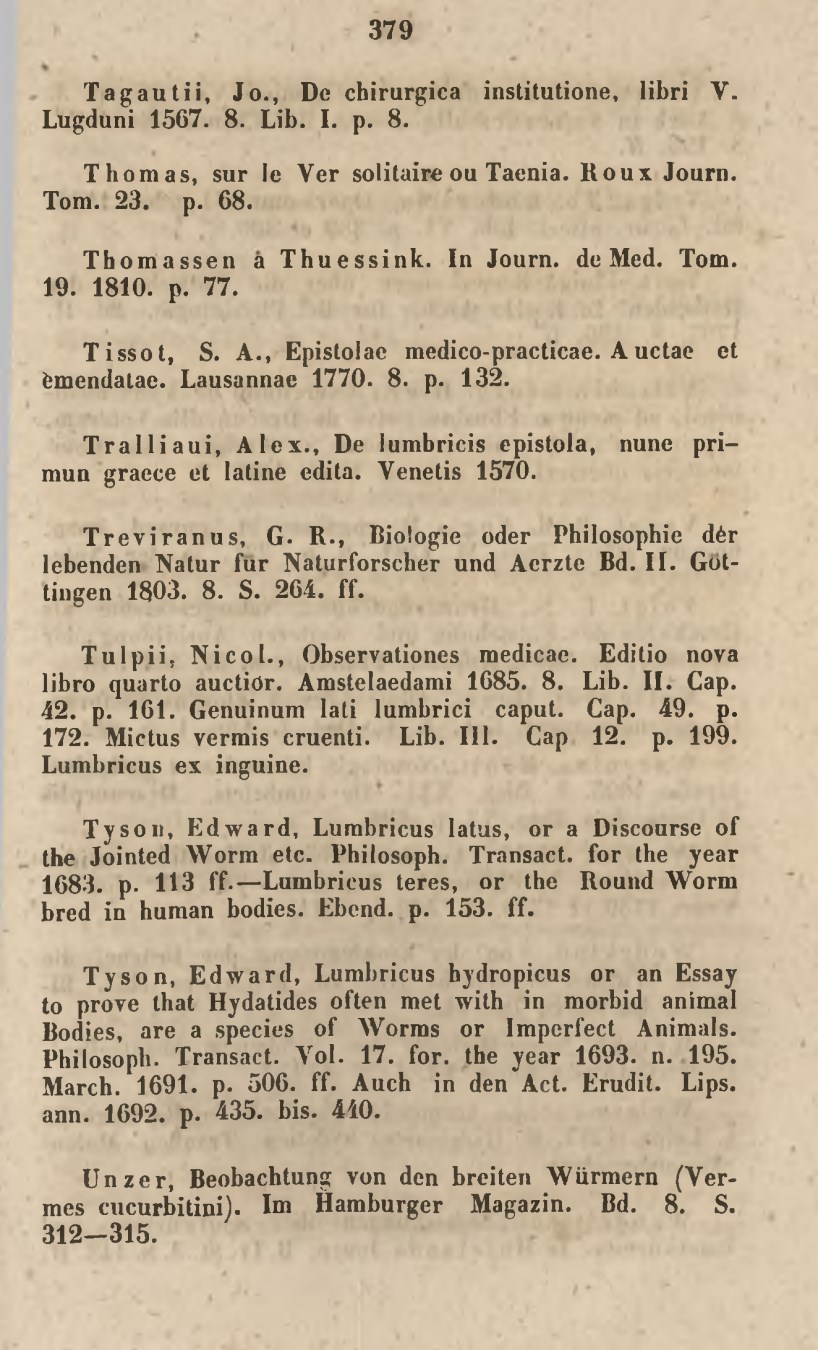 379
Tagautii, Jo., De chirurgica institutione, libri V.
Lugduni 1567. 8. Lib. I. p. 8.
Thomas, sur le Ver solitaire ou Taenia. Roux Journ.
Tom. 23. p. 68.
Thomassen à Thuessink. In Journ. de Med. Tom.
19. 1810. p. 77.
Tissot, S. A., Epistolae medico-practicae. Auctae et
emendatae. Lausannae 1770. 8. p. 132.
Tralliaui, Alex., De lumbricis epistola, nunc pri-
mun graece et latine edita. Venetis 1570.
Treviranus, G. R., Biologie oder Philosophie der
lebenden Natur für Naturforscher und Aerzte Bd. II. Göt-
tingen 1803. 8. S. 264. ff.
Tulpii, Nicol., Observationes medicae. Editio nova
libro quarto auctior. Amstelaedami 1685. 8. Lib. II. Cap.
42. p. 161. Genuinum lati lumbrici caput. Cap. 49. p.
172. Mictus vermis cruenti. Lib. III. Cap 12. p. 199.
Lumbricus ex inguine.
Tyson, Edward, Lumbricus latus, or a Discourse of
the Jointed Worm etc. Philosoph. Transact. for the year
1683. p. 113 ff.—Lumbricus teres, or the Round Worm
bred in human bodies. Ebend. p. 153. ff.
Tyson, Edward, Lumbricus hydropicus or an Essay
to prove that Hydatides often met with in morbid animal
Bodies, are a species of Worms or Imperfect Animals.
Philosoph. Transact. Vol. 17. for. the year 1693. n. 195.
March. 1691. p. 506. ff. Auch in den Act. Erudit. Lips.
ann. 1692. p. 435. bis. 440.
Unzer, Beobachtung von den breiten Würmern (Ver-
mes cucurbitini). Im Hamburger Magazin. Bd. 8. S.
312—315.